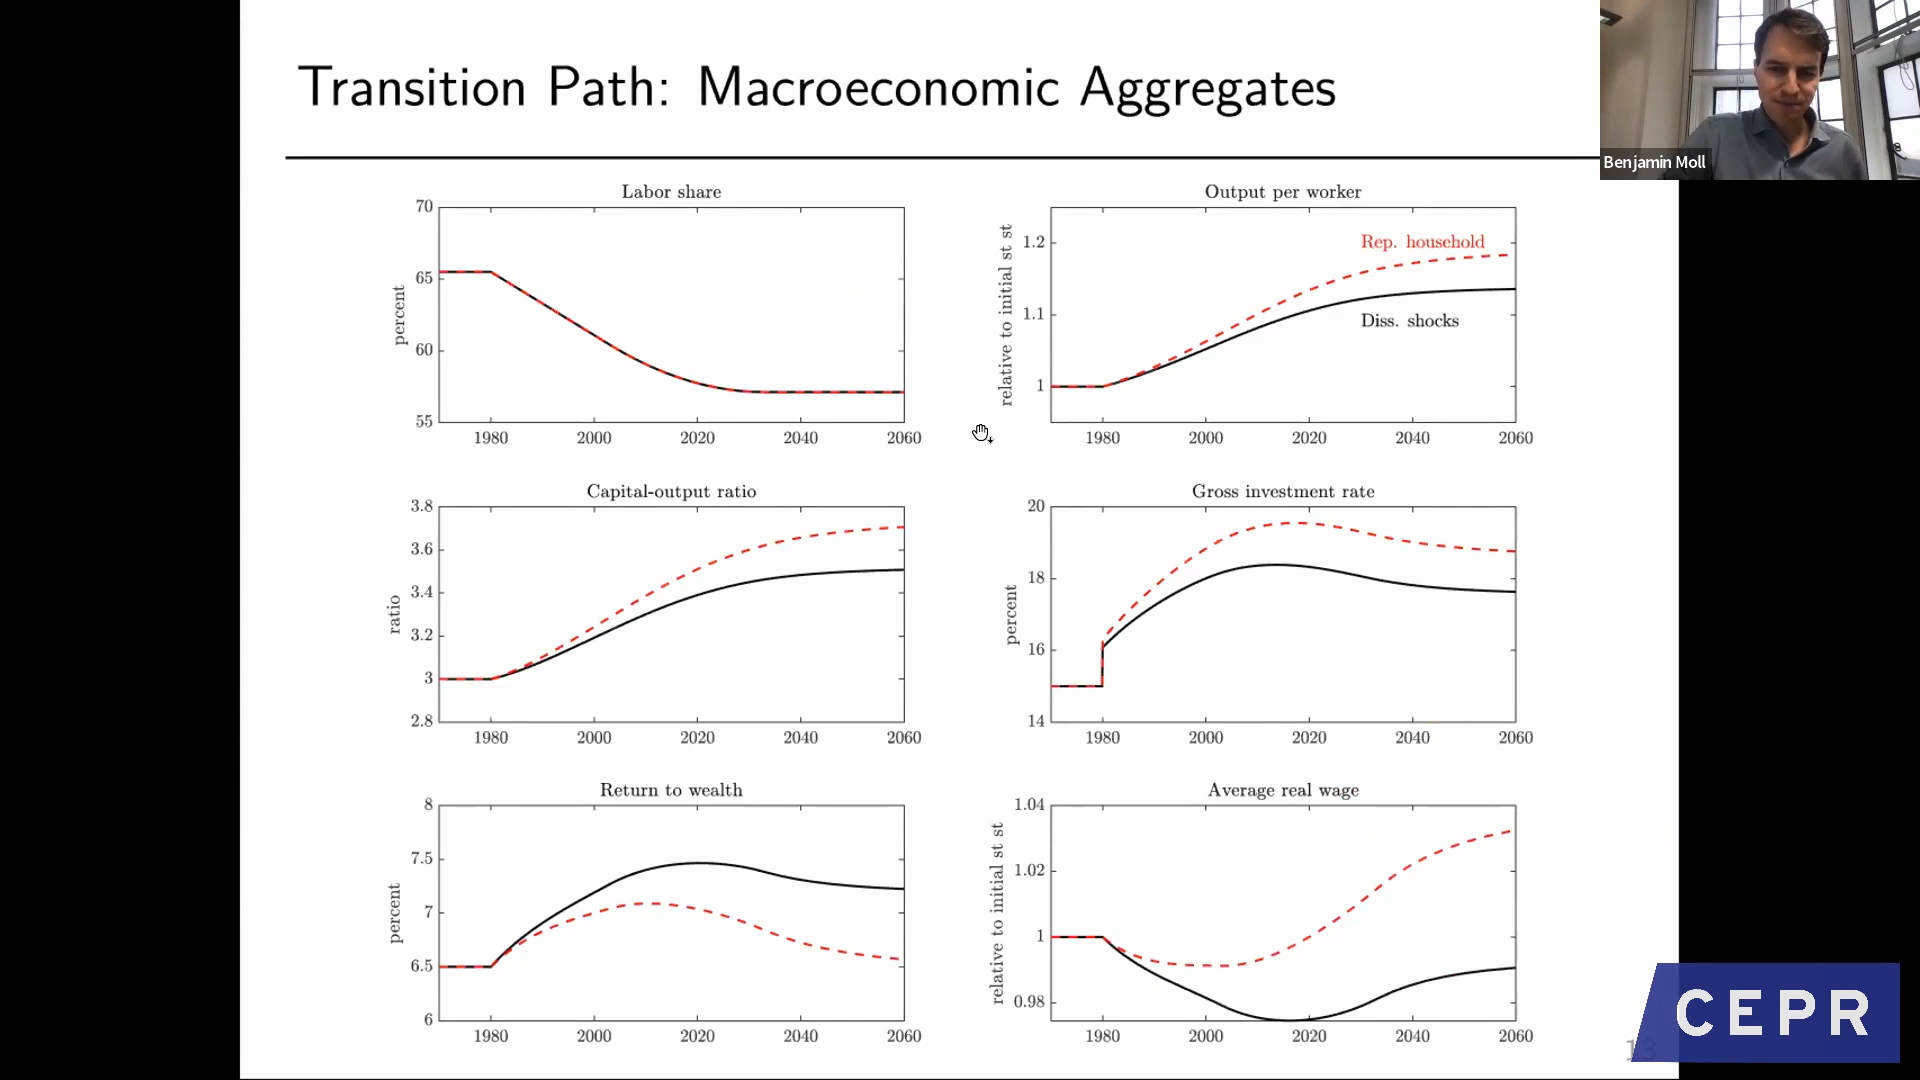 Transition Path: Macroeconomic Aggregates
Benjamin Moll
Labor share
70
65
60
55
percent
1980 2000 2020 2040 2060
Output per worker
1.2
1.1
1
relative to initial st st
Rep. household
Diss. shocks
1980 2000 2020 2040 2060
Capital-output ratio
3.8
3.6
3.4
3.2
3
2.8
ratio
1980 2000 2020 2040 2060
Gross investment rate
20
18
16
14
percent
1980 2000 2020 2040 2060
Return to wealth
8
7.5
7
6.5
6
percent
1980 2000 2020 2040 2060
Average real wage
1.04
1.02
1
0.98
relative to initial st st
1980 2000 2020 2040 2060
CEPR